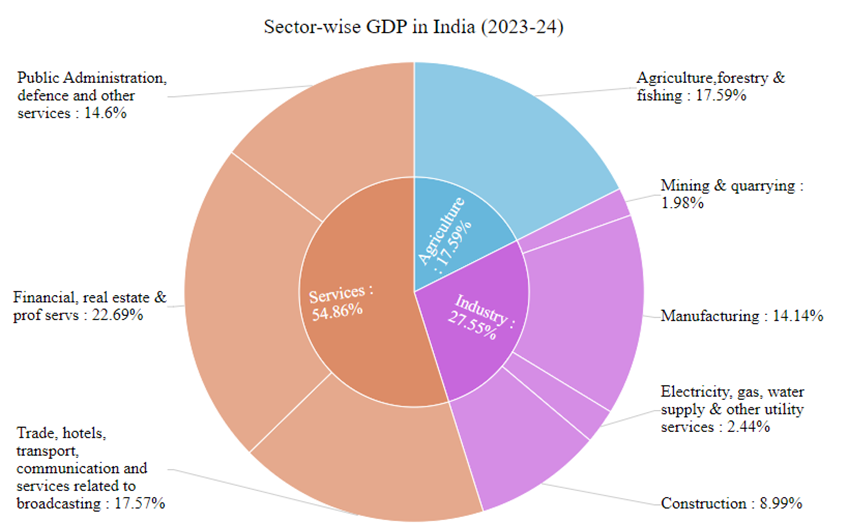 Sector-wise GDP in India (2023-24)
Public Administration,
defence and other
services : 14.6%
Agriculture,forestry &
fishing : 17.59%
Mining & quarrying :
1.98%
Agriculture
: 17.59%
Services :
54.86%
Industry :
27.55%
Financial, real estate &
prof servs : 22.69%
Manufacturing : 14.14%
Electricity, gas, water
supply & other utility
services : 2.44%
Trade, hotels,
transport,
communication and
services related to
broadcasting : 17.57%
Construction : 8.99%